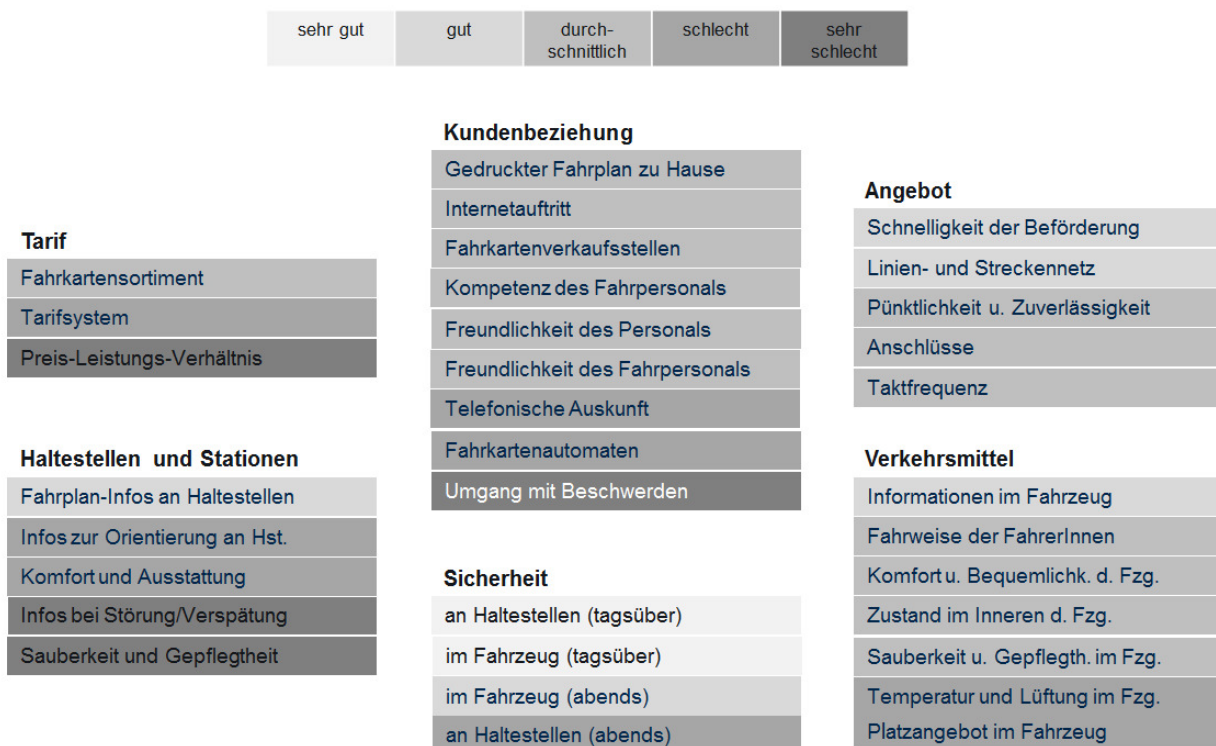 sehr gut
gut
durch-
schnittlich
schlecht
sehr
schlecht
Tarif
Fahrkartensortiment
Tarifsystem
Preis-Leistungs-Verhältnis
Haltestellen und Stationen
Fahrplan-Infos an Haltestellen
Infos zur Orientierung an Hst.
Komfort und Ausstattung
Infos bei Störung/Verspätung
Sauberkeit und Gepflegtheit
Kundenbeziehung
Gedruckter Fahrplan zu Hause
Internetauftritt
Fahrkartenverkaufsstellen
Kompetenz des Fahrpersonals
Freundlichkeit des Personals
Freundlichkeit des Fahrpersonals
Telefonische Auskunft
Fahrkartenautomaten
Umgang mit Beschwerden
Sicherheit
an Haltestellen (tagsüber)
im Fahrzeug (tagsüber)
im Fahrzeug (abends)
an Haltestellen (abends)
Angebot
Schnelligkeit der Beförderung
Linien- und Streckennetz
Pünktlichkeit u. Zuverlässigkeit
Anschlüsse
Taktfrequenz
Verkehrsmittel
Informationen im Fahrzeug
Fahrweise der FahrerInnen
Komfort u. Bequemlichk. d. Fzg.
Zustand im Inneren d. Fzg.
Sauberkeit u. Gepflegth. im Fzg.
Temperatur und Lüftung im Fzg.
Platzangebot im Fahrzeug